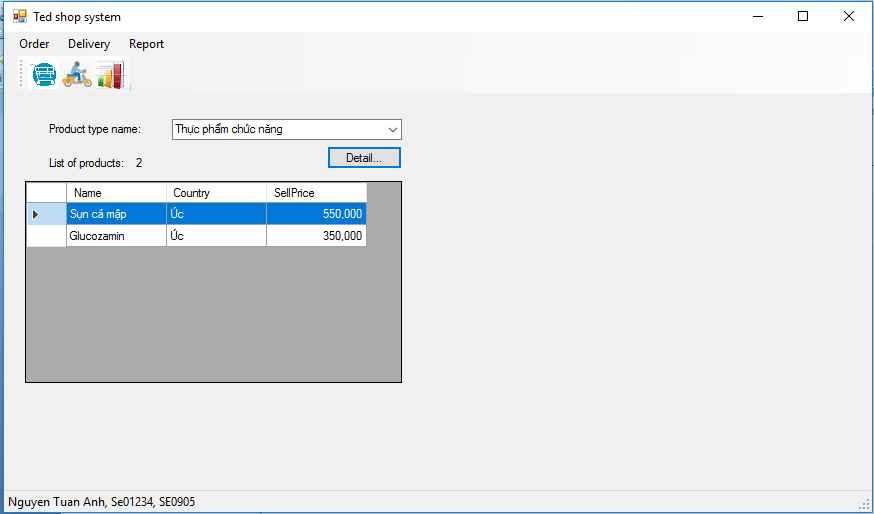 Ted shop system
Order Delivery Report
Product type name: Thực phẩm chức năng
List of products: 2 Detail...
Name Country SellPrice
Sụn cá mập Úc 550,000
Glucozamin Úc 350,000
Nguyen Tuan Anh, Se01234, SE0905